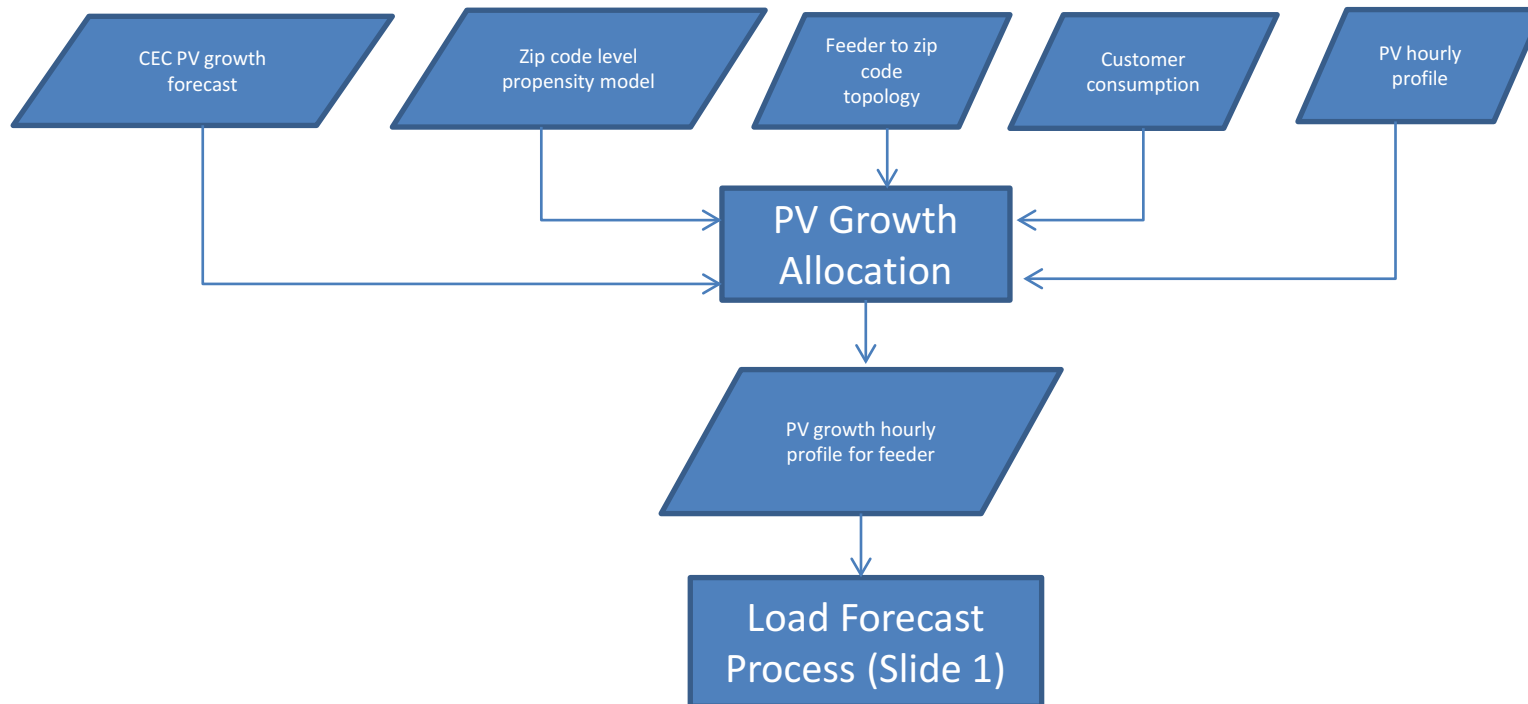 CEC PV growth
forecast
Zip code level
propensity model
Feeder to zip
code
topology
Customer
consumption
PV hourly
profile
PV Growth
Allocation
PV growth hourly
profile for feeder
Load Forecast
Process (Slide 1)